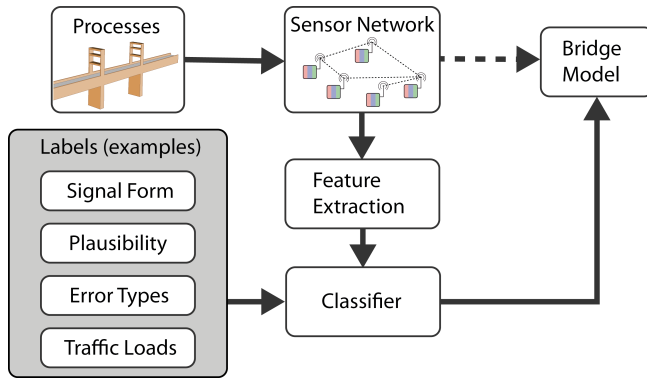 Processes
Sensor Network
Bridge
Model
Labels (examples)
Signal Form
Plausibility
Error Types
Traffic Loads
Feature
Extraction
Classifier